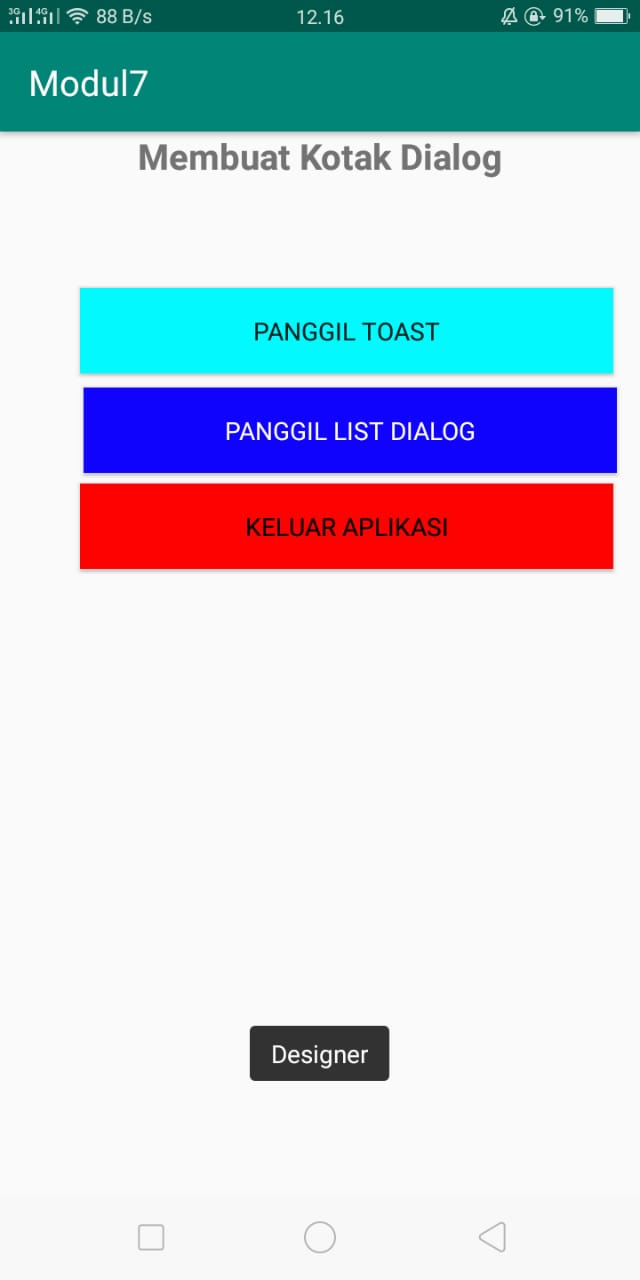 3G 4G 88 B/s 12.16 91%
Modul7
Membuat Kotak Dialog
PANGGIL TOAST
PANGGIL LIST DIALOG
KELUAR APLIKASI
Designer